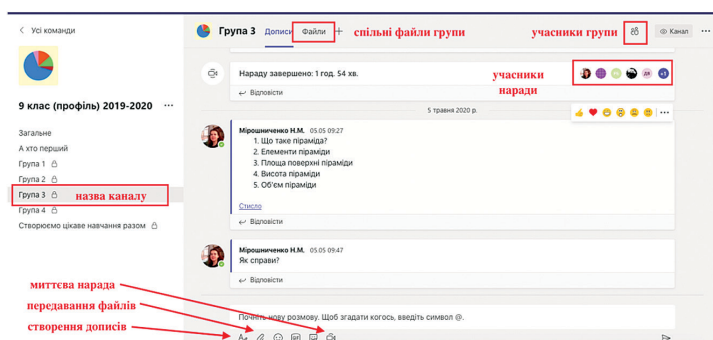 Усі команди
9 клас (профіль) 2019-2020 ...
Загальне
А хто перший
Група 1
Група 2
Група 3
назва каналу
Група 4
Створюємо цікаве навчання разом
миттєва нарада
передавання файлів
створення дописів
Група 3 Дописи Файли + спільні файли групи
учасники групи
Канал ...
Нараду завершено: 1 год. 54 хв.
учасники
наради
+1
Відповісти
5 травня 2020 р.
Мірошниченко Н.М. 05.05 09:27
1. Що таке піраміда?
2. Елементи піраміди
3. Площа поверхні піраміди
4. Висота піраміди
5. Об'єм піраміди
Стисло
Відповісти
Мірошниченко Н.М. 05.05 09:47
Як справи?
Відповісти
Почніть нову розмову. Щоб згадати когось, введіть символ @.